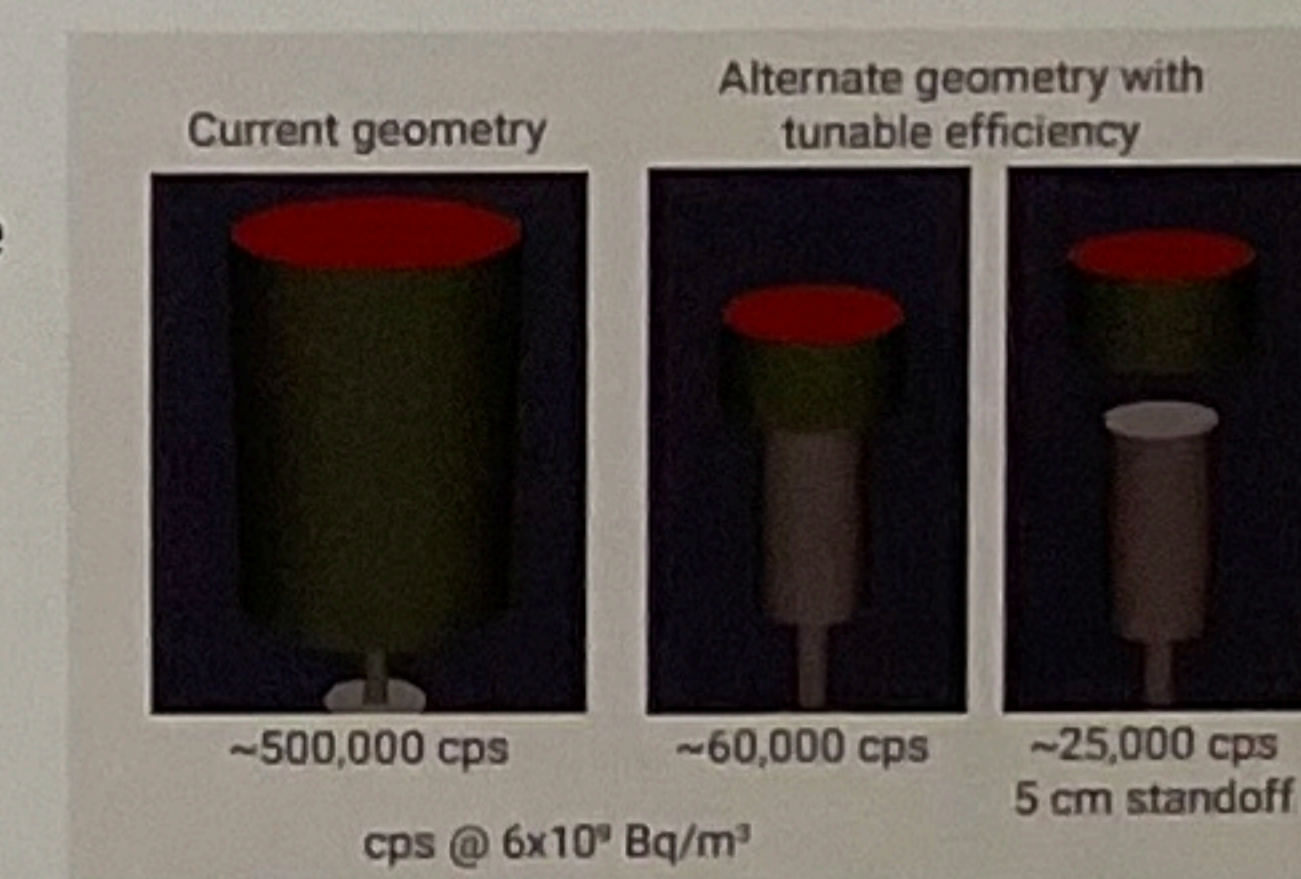 Current geometry
Alternate geometry with
tunable efficiency
~500,000 cps
~60,000 cps
~25,000 cps
5 cm standoff
cps @ 6x10⁹ Bq/m³